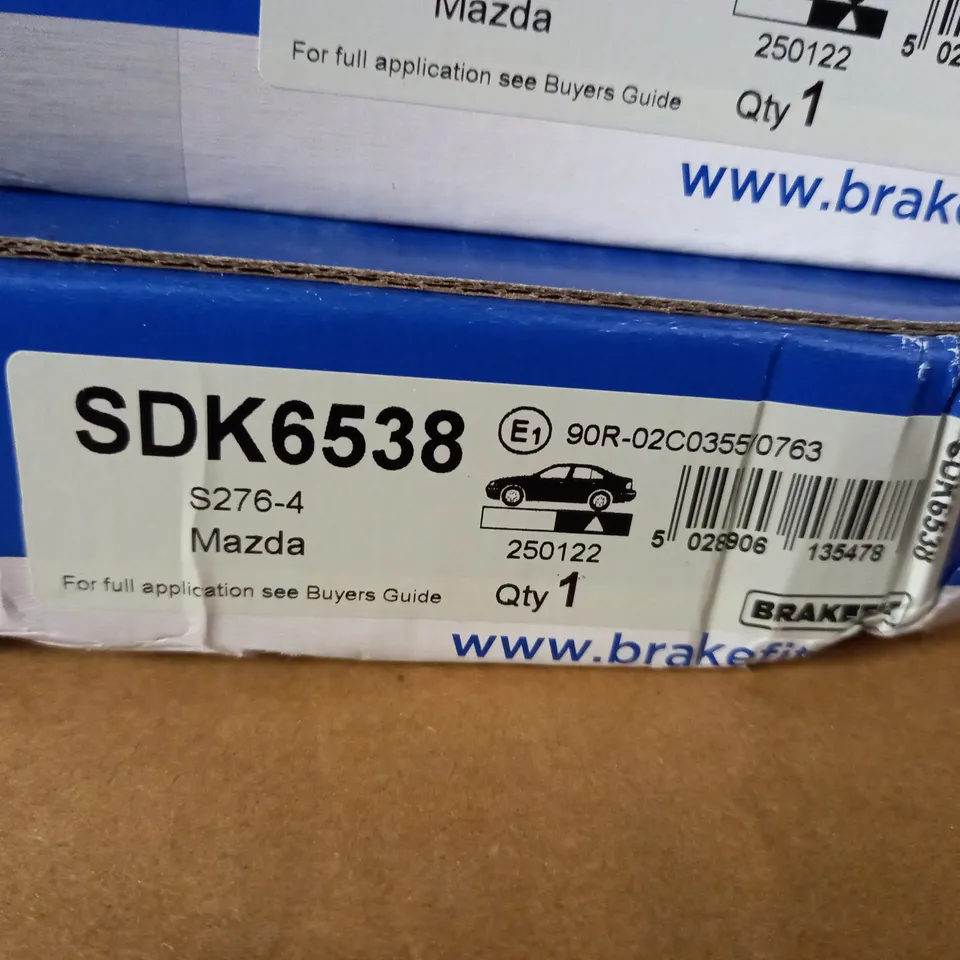 Mazda
For full application see Buyers Guide
250122
Qty 1
5 02
www.brake
SDK6538
S276-4
Mazda
For full application see Buyers Guide
E1 90R-02C0355/0763
250122
Qty 1
5 028906 135478
SDK6538
www.brakefit